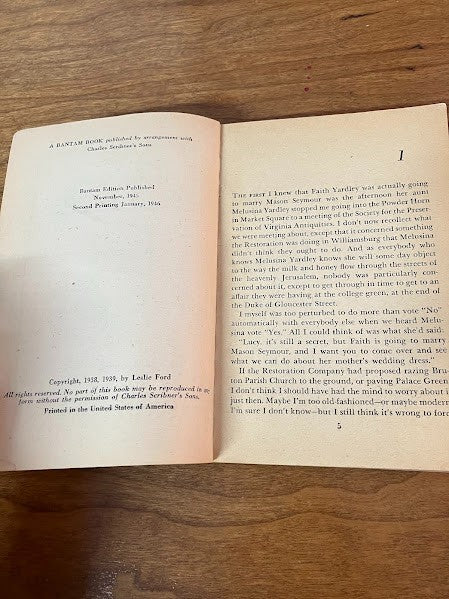 A BANTAM BOOK published by arrangement with
Charles Scribner's Sons
Bantam Edition Published
November, 1945
Second Printing January, 1946
Copyright, 1938, 1939, by Leslie Ford
All rights reserved. No part of this book may be reproduced in any
form without the permission of Charles Scribner's Sons.
Printed in the United States of America
1
THE FIRST I knew that Faith Yardley was actually going
to marry Mason Seymour was the afternoon her aunt
Melusina Yardley stopped me going into the Powder Horn
in Market Square to a meeting of the Society for the Preser-
vation of Virginia Antiquities. I don't now recollect what
we were meeting about, except that it concerned something
the Restoration was doing in Williamsburg that Melusina
didn't think they ought to do. And as everybody who
knows Melusina Yardley knows she will some day object
to the way the milk and honey flow through the streets of
the heavenly Jerusalem, nobody was particularly con-
cerned about it, except to get through in time to get to an
affair they were having at the college green, at the end of
the Duke of Gloucester Street.
I myself was too perturbed to do more than vote "No"
automatically with everybody else when we heard Melu-
sina vote "Yes." All I could think of was what she'd said:
"Lucy, it's still a secret, but Faith is going to marry
Mason Seymour, and I want you to come over and see
what we can do about her mother's wedding dress."
If the Restoration Company had proposed razing Bru-
ton Parish Church to the ground, or paving Palace Green
I don't think I should have had the mind to worry about i
just then. Maybe I'm too old-fashioned—or maybe modern
I'm sure I don't know—but I still think it's wrong to forc
5